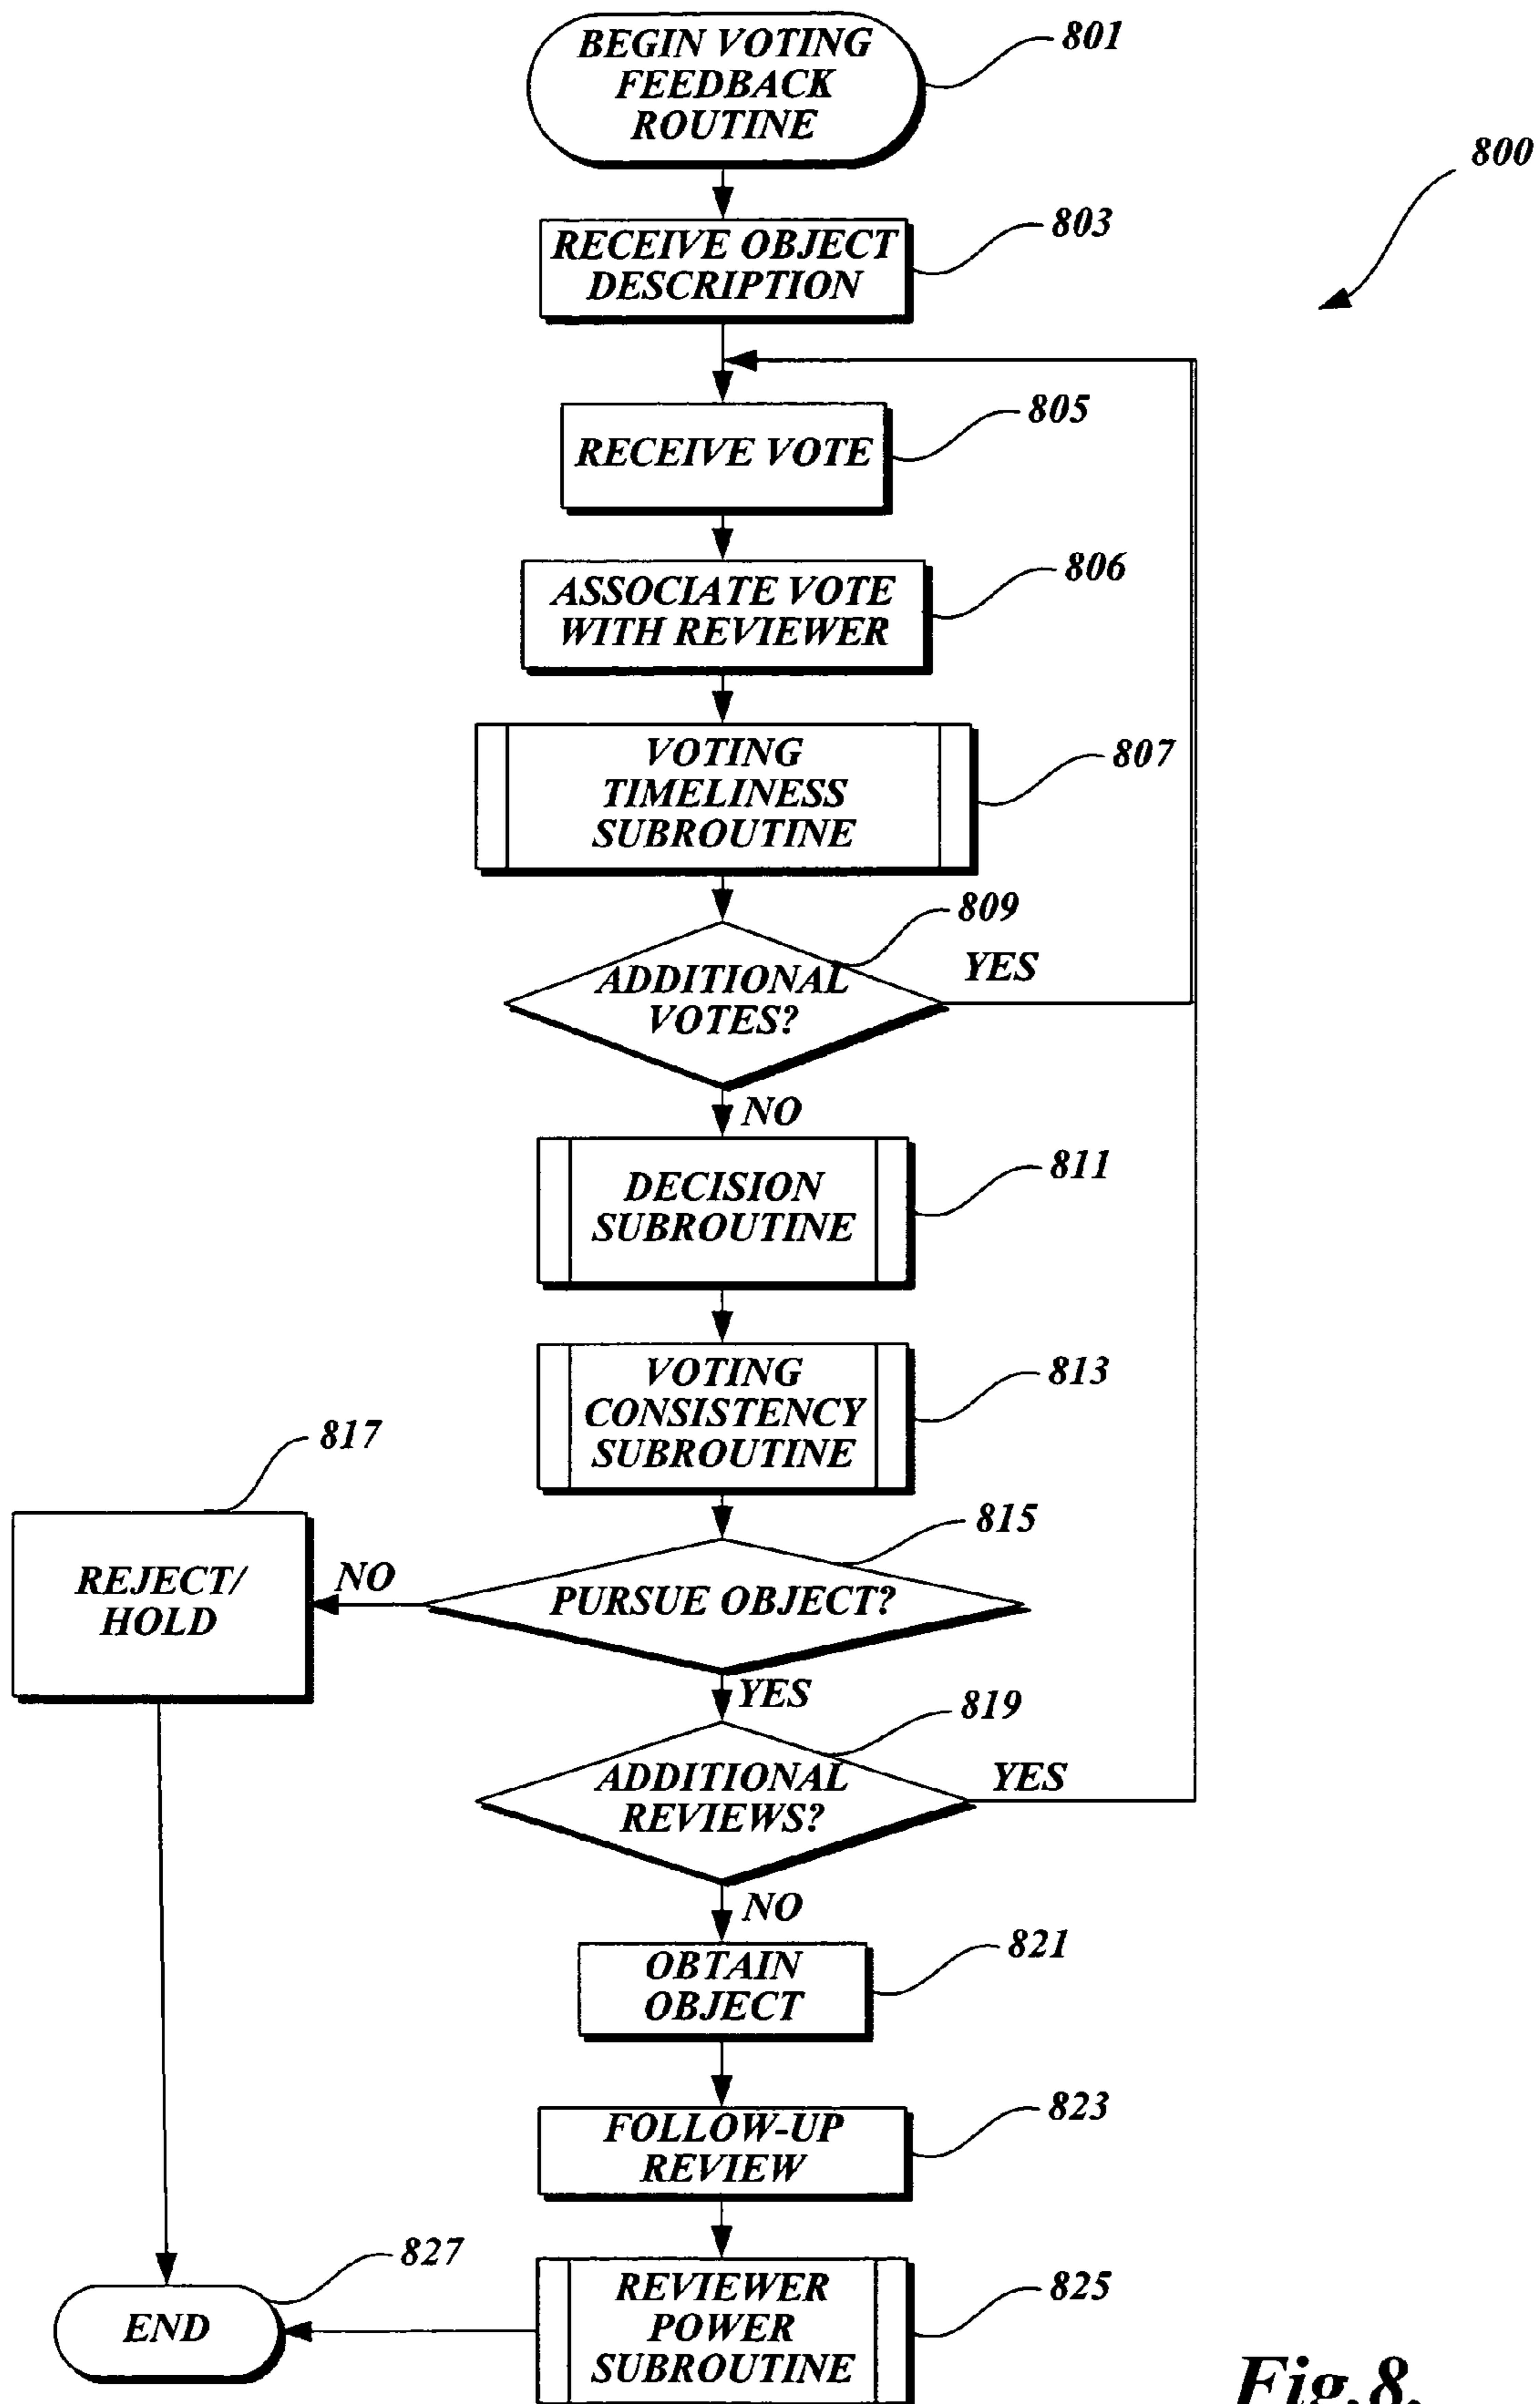 BEGIN VOTING
FEEDBACK
ROUTINE
801
800
RECEIVE OBJECT
DESCRIPTION
803
RECEIVE VOTE
805
ASSOCIATE VOTE
WITH REVIEWER
806
VOTING
TIMELINESS
SUBROUTINE
807
ADDITIONAL
VOTES?
809
YES
NO
DECISION
SUBROUTINE
811
VOTING
CONSISTENCY
SUBROUTINE
813
PURSUE OBJECT?
815
NO
REJECT/
HOLD
817
YES
ADDITIONAL
REVIEWS?
819
YES
NO
OBTAIN
OBJECT
821
FOLLOW-UP
REVIEW
823
REVIEWER
POWER
SUBROUTINE
825
END
827
Fig.8.